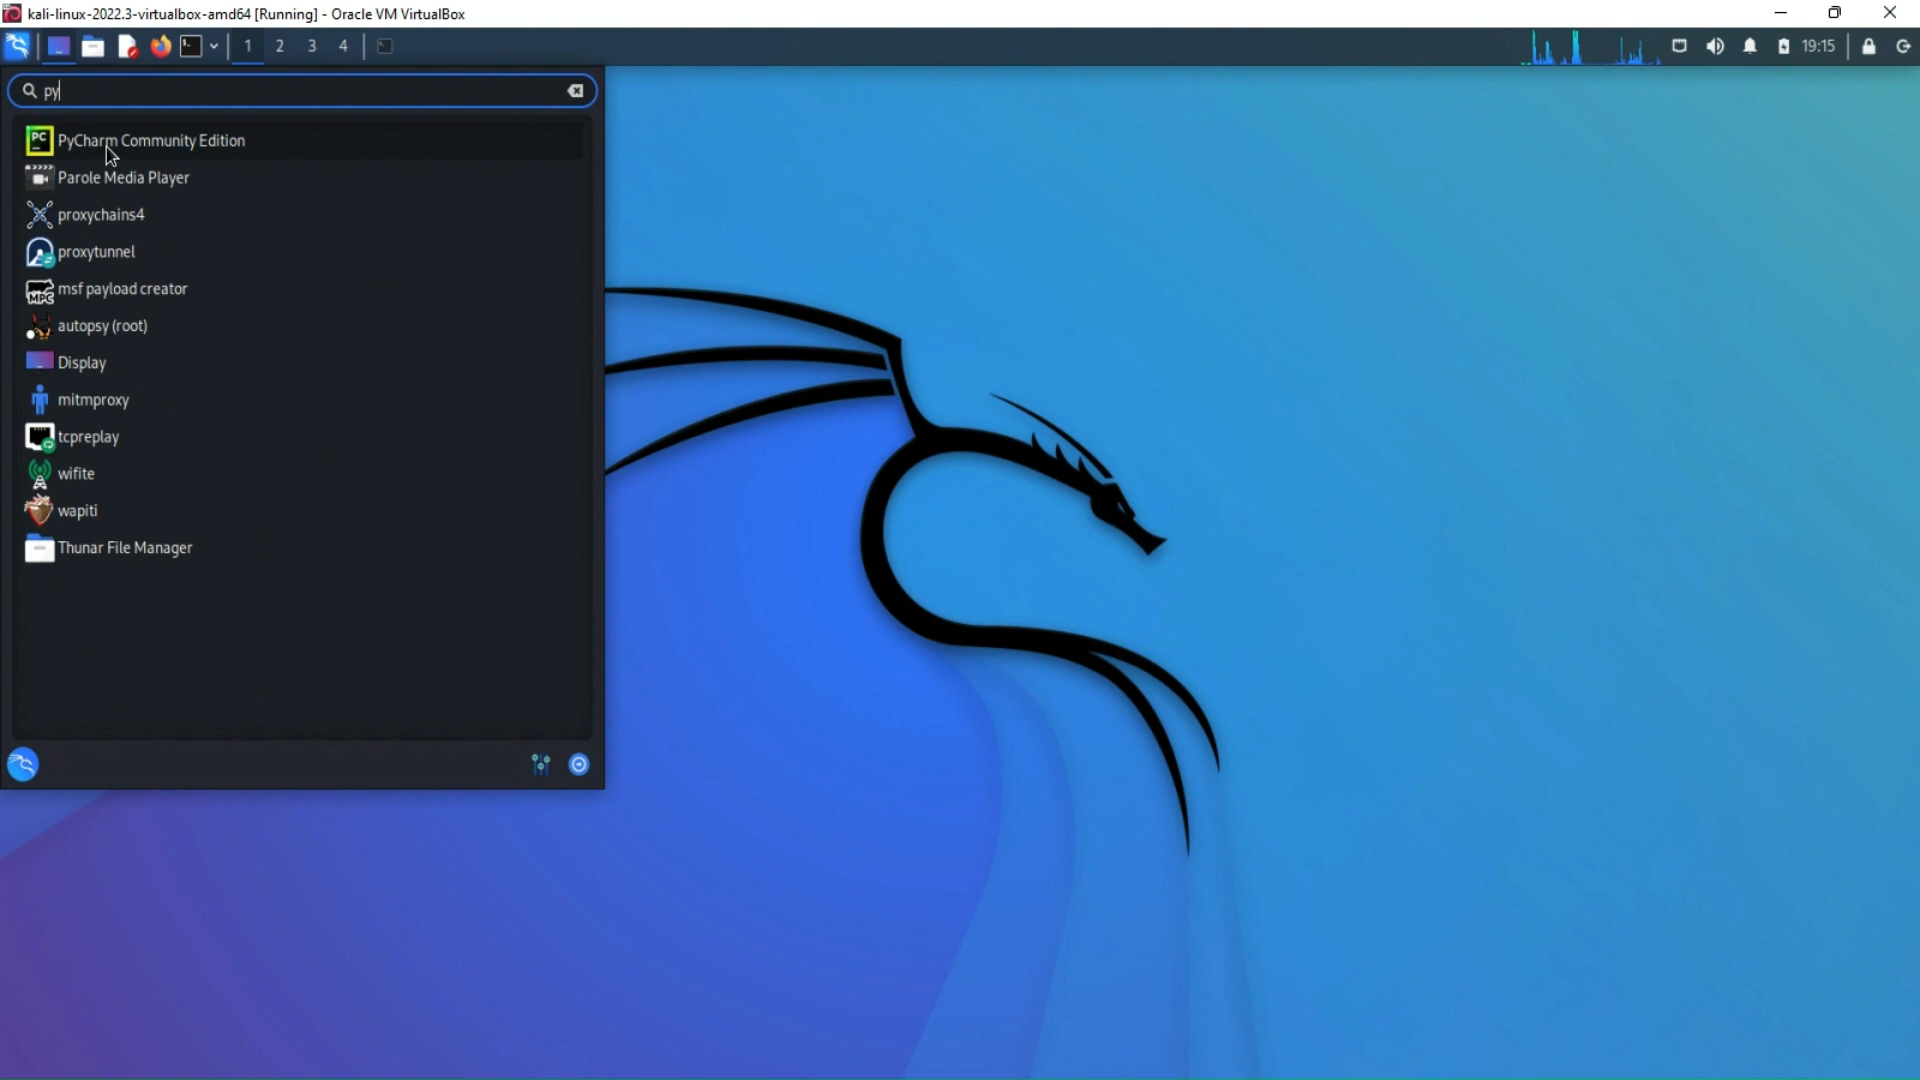 kali-linux-2022.3-virtualbox-amd64 [Running] - Oracle VM VirtualBox
1 2 3 4
19:15
py
PC PyCharm Community Edition
Parole Media Player
proxychains4
proxytunnel
MPC msf payload creator
autopsy (root)
Display
mitmproxy
tcpreplay
wifite
wapiti
Thunar File Manager